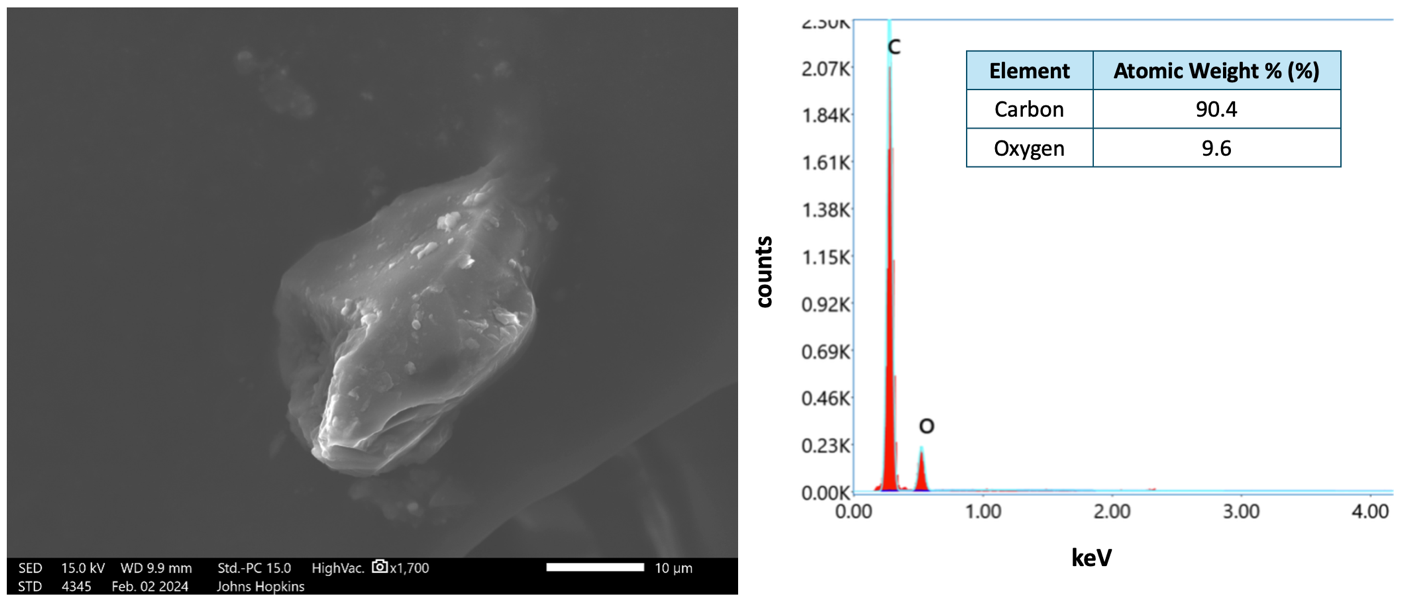 SED 15.0 kV WD 9.9 mm Std.-PC 15.0 HighVac. x1,700 10 µm
STD 4345 Feb. 02 2024 Johns Hopkins
2.50K
2.07K
1.84K
1.61K
1.38K
1.15K
0.92K
0.69K
0.46K
0.23K
0.00K
counts
C
O
Element Atomic Weight % (%)
Carbon 90.4
Oxygen 9.6
0.00 1.00 2.00 3.00 4.00
keV